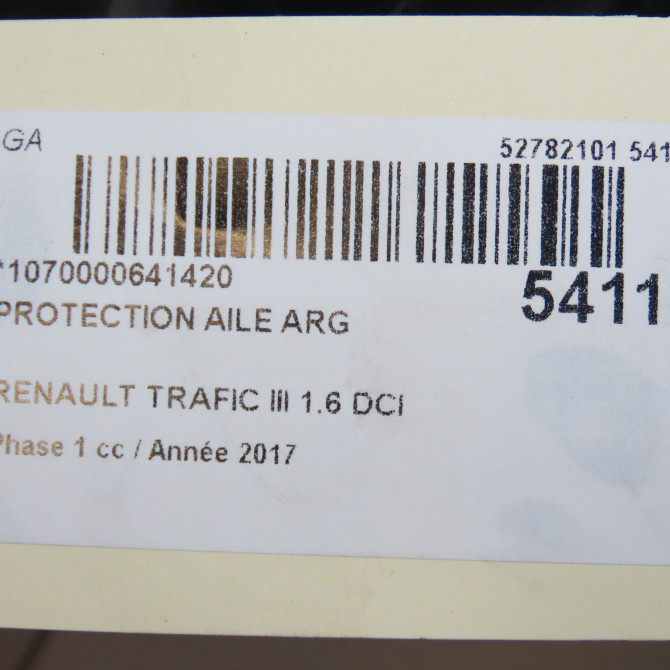 GA
52782101 541
*1070000641420
5411
PROTECTION AILE ARG
RENAULT TRAFIC III 1.6 DCI
Phase 1 cc / Année 2017